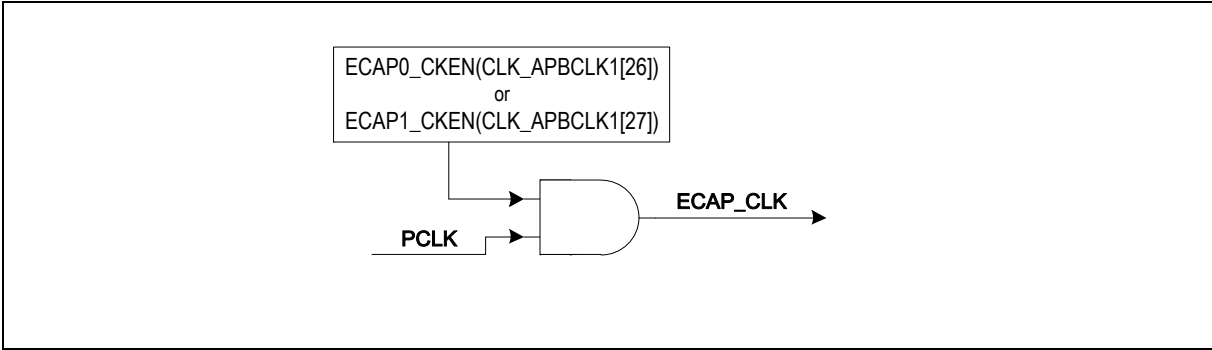 ECAP0_CKEN(CLK_APBCLK1[26])
or
ECAP1_CKEN(CLK_APBCLK1[27])
ECAP_CLK
PCLK